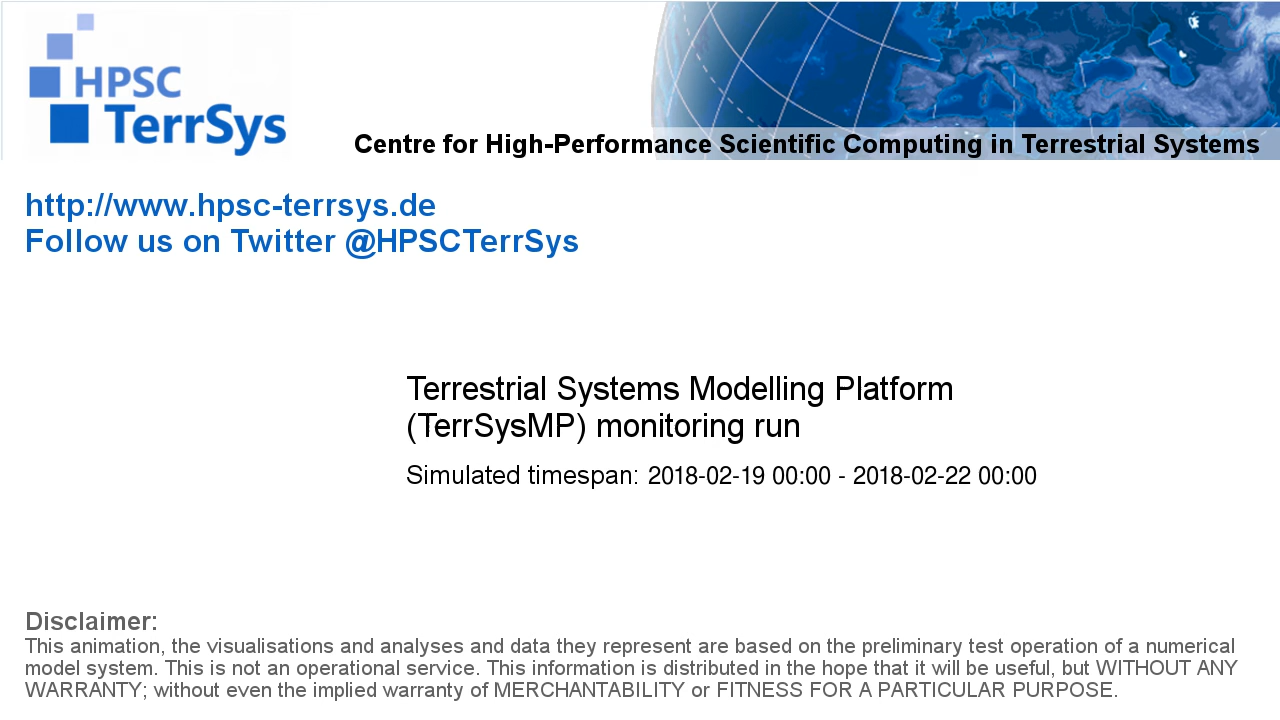 HPSC
TerrSys
Centre for High-Performance Scientific Computing in Terrestrial Systems
http://www.hpsc-terrsys.de
Follow us on Twitter @HPSCTerrSys
Terrestrial Systems Modelling Platform
(TerrSysMP) monitoring run
Simulated timespan: 2018-02-19 00:00 - 2018-02-22 00:00
Disclaimer:
This animation, the visualisations and analyses and data they represent are based on the preliminary test operation of a numerical
model system. This is not an operational service. This information is distributed in the hope that it will be useful, but WITHOUT ANY
WARRANTY; without even the implied warranty of MERCHANTABILITY or FITNESS FOR A PARTICULAR PURPOSE.